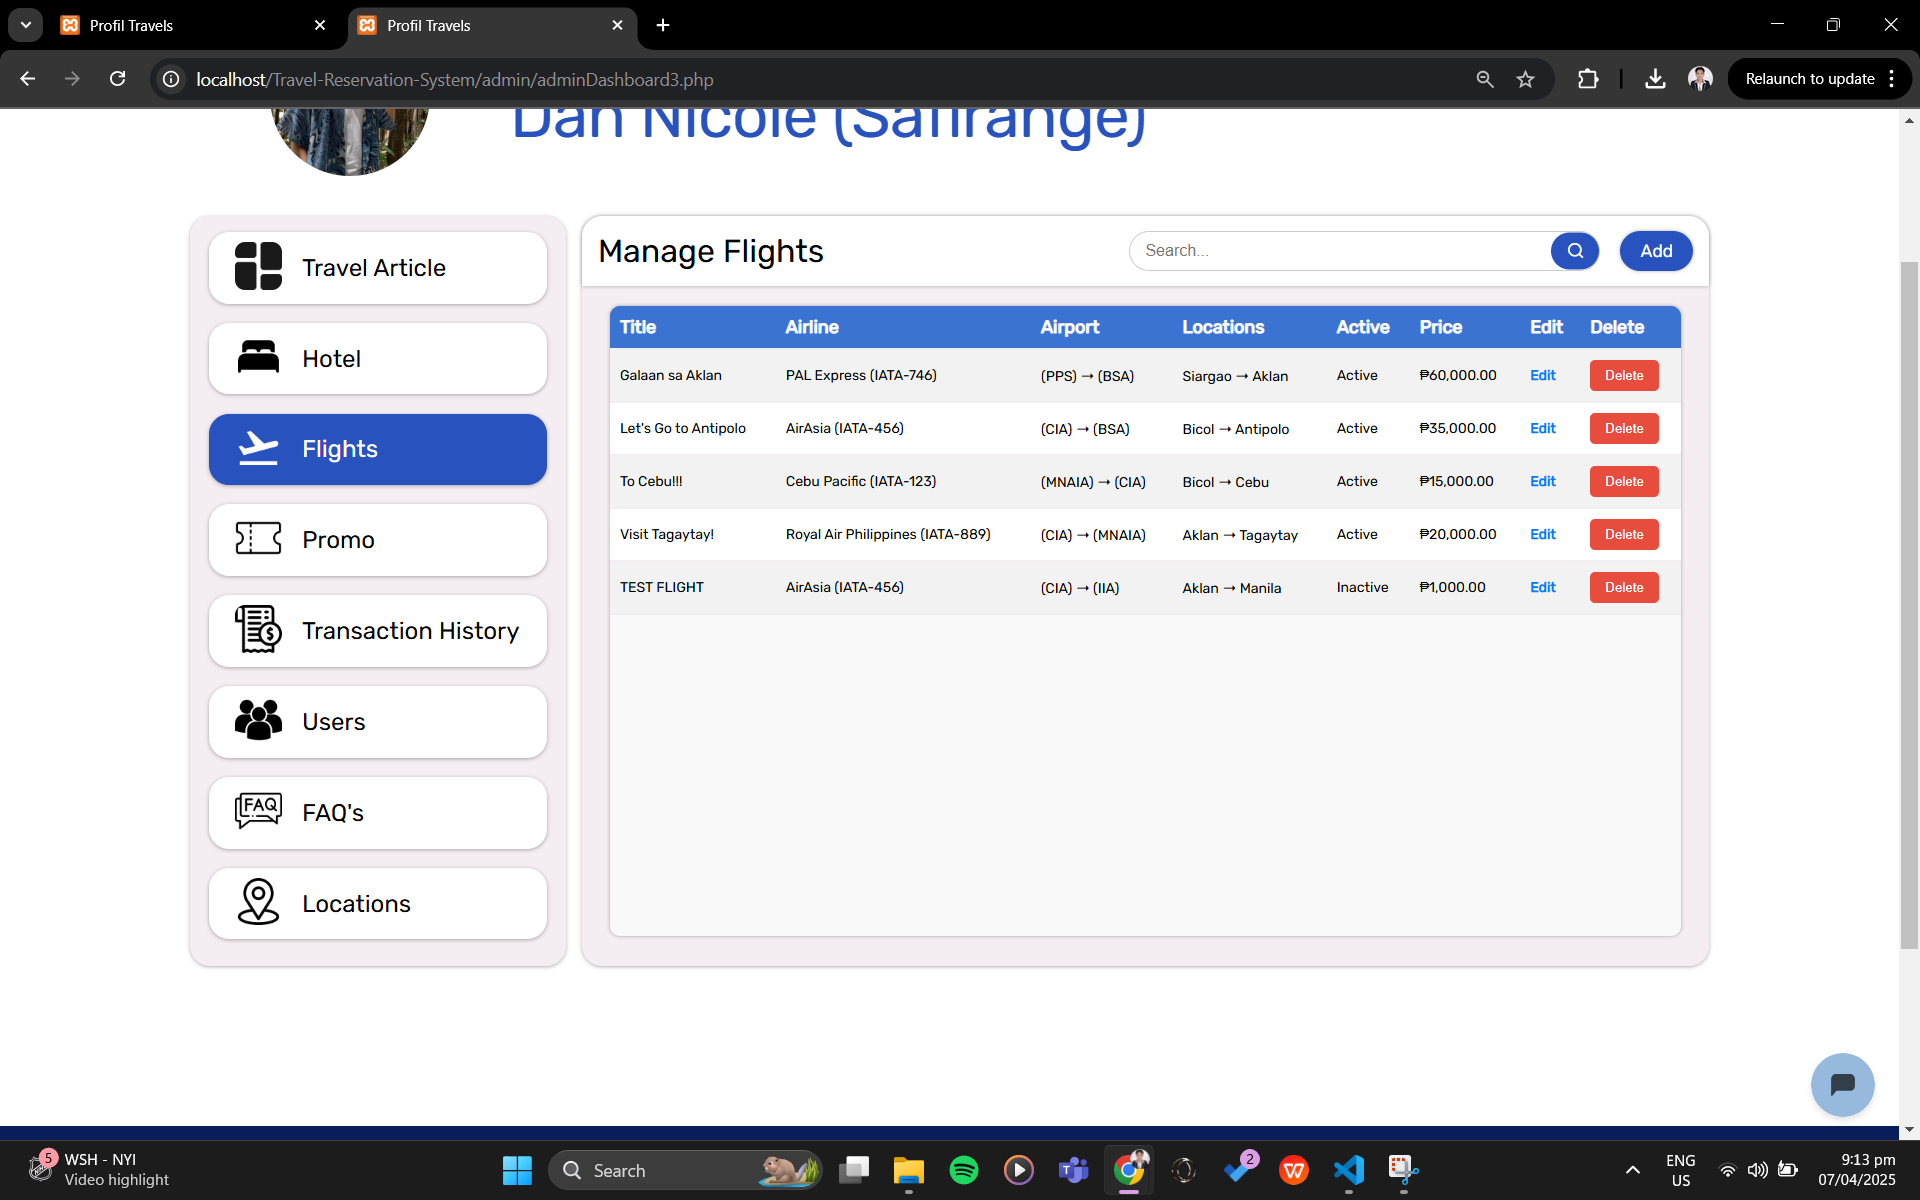 Profil Travels
Profil Travels
localhost/Travel-Reservation-System/admin/adminDashboard3.php
Relaunch to update
Dan Nicole (Safirange)
Travel Article
Hotel
Flights
Promo
Transaction History
Users
FAQ
FAQ's
Locations
Manage Flights
Search...
Add
Title Airline Airport Locations Active Price Edit Delete
Galaan sa Aklan PAL Express (IATA-746) (PPS) → (BSA) Siargao → Aklan Active ₱60,000.00 Edit Delete
Let's Go to Antipolo AirAsia (IATA-456) (CIA) → (BSA) Bicol → Antipolo Active ₱35,000.00 Edit Delete
To Cebu!!! Cebu Pacific (IATA-123) (MNAIA) → (CIA) Bicol → Cebu Active ₱15,000.00 Edit Delete
Visit Tagaytay! Royal Air Philippines (IATA-889) (CIA) → (MNAIA) Aklan → Tagaytay Active ₱20,000.00 Edit Delete
TEST FLIGHT AirAsia (IATA-456) (CIA) → (IIA) Aklan → Manila Inactive ₱1,000.00 Edit Delete
5
WSH - NYI
Video highlight
Search
2
ENG
US
9:13 pm
07/04/2025